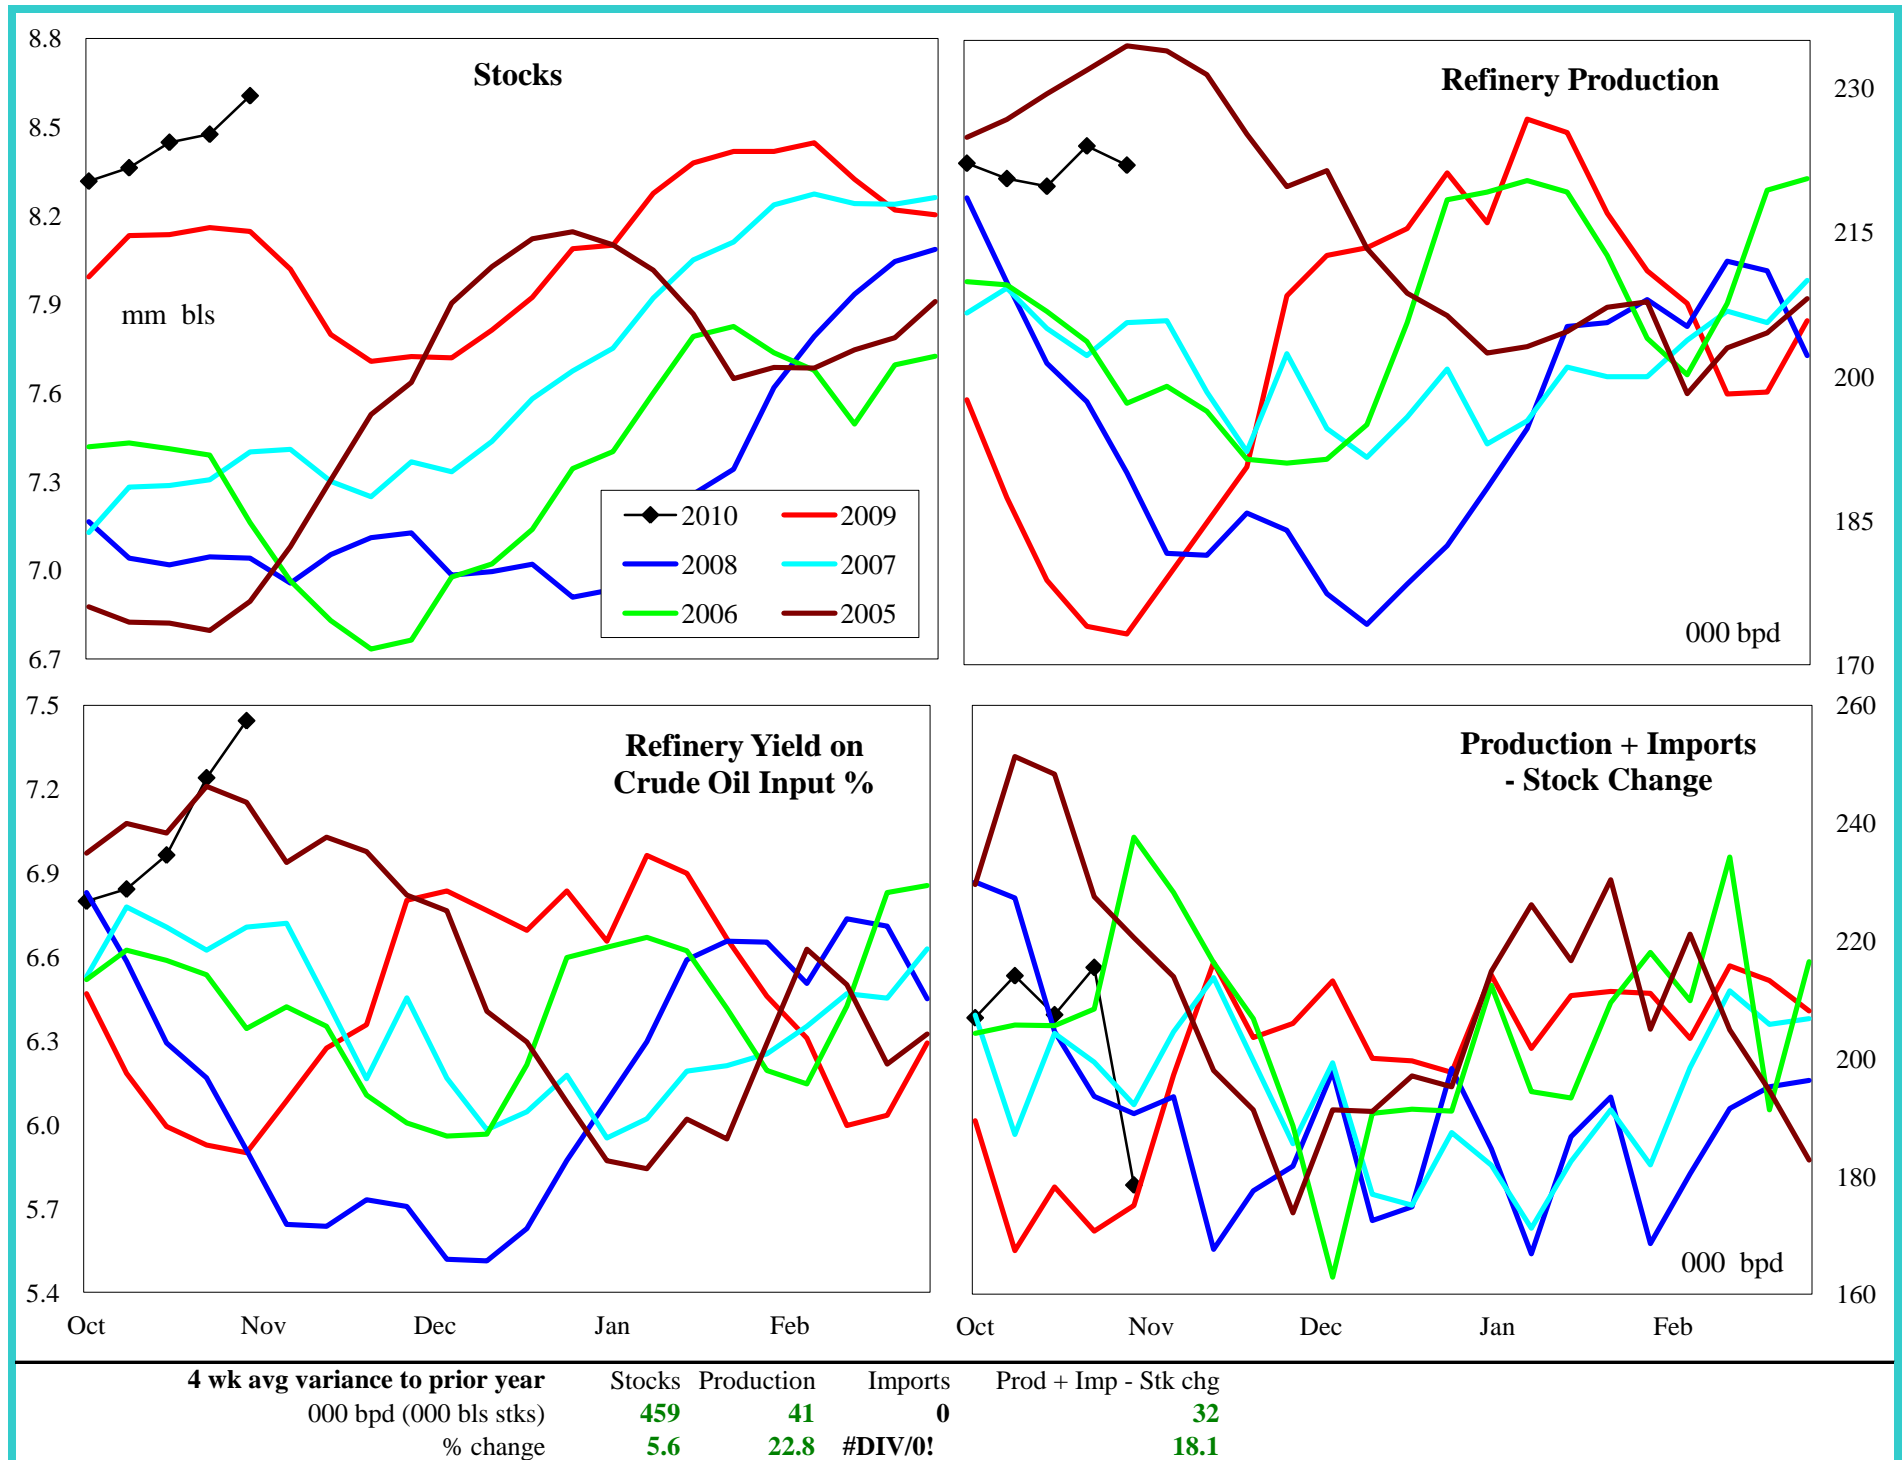 Stocks
8.8
8.5
8.2
7.9
7.6
7.3
7.0
6.7
mm bls
2010 2009
2008 2007
2006 2005
Refinery Production
230
215
200
185
170
000 bpd
Refinery Yield on
Crude Oil Input %
7.5
7.2
6.9
6.6
6.3
6.0
5.7
5.4
Oct Nov Dec Jan Feb
Production + Imports
- Stock Change
260
240
220
200
180
160
000 bpd
Oct Nov Dec Jan Feb
4 wk avg variance to prior year Stocks Production Imports Prod + Imp - Stk chg
000 bpd (000 bls stks) 459 41 0 32
% change 5.6 22.8 #DIV/0! 18.1